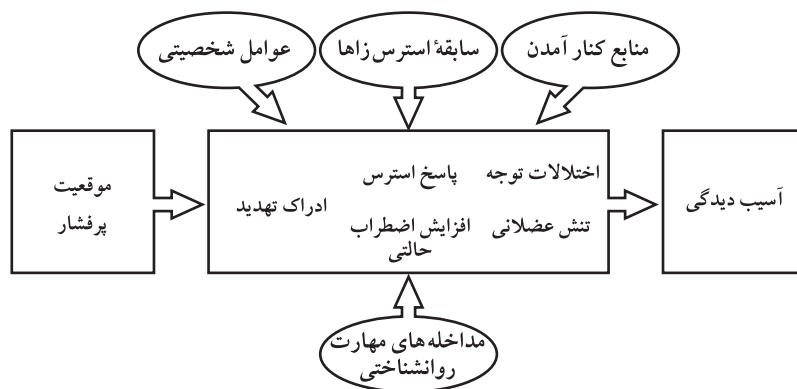 عوامل شخصیتی
سابقهٔ استرس زاها
منابع کنار آمدن
موقعیت
پرفشار
ادراک تهدید
پاسخ استرس
افزایش اضطراب
حالتی
اختلالات توجه
تنش عضلانی
آسیب دیدگی
مداخله‌های مهارت
روانشناختی